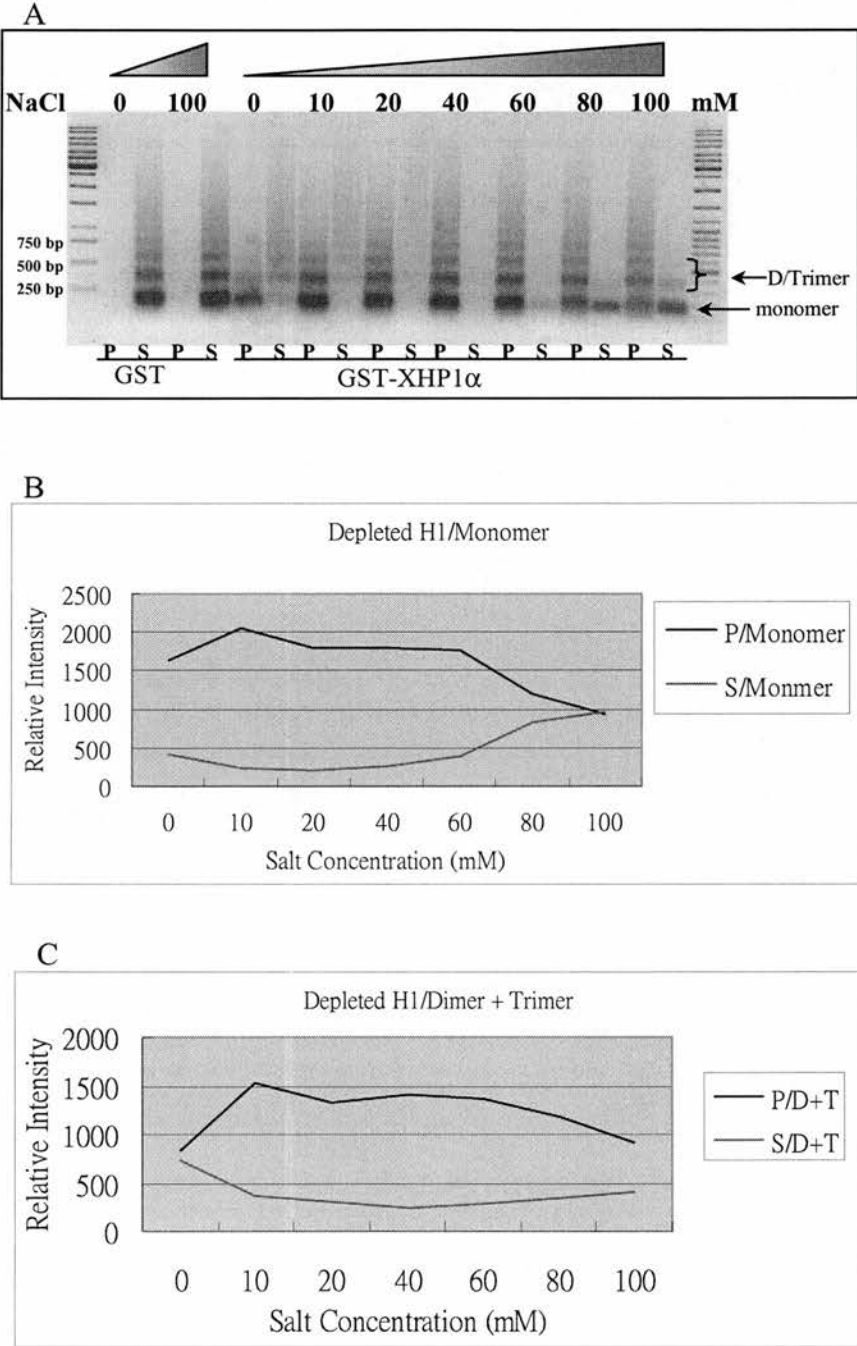 A
NaCl 0 100 0 10 20 40 60 80 100 mM
750 bp
500 bp
250 bp
D/Trimer
monomer
P S P S P S P S P S P S P S P S P S
GST
GST-XHP1α
B
Depleted H1/Monomer
Relative Intensity
2500
2000
1500
1000
500
0
0 10 20 40 60 80 100
Salt Concentration (mM)
P/Monomer
S/Monmer
C
Depleted H1/Dimer + Trimer
Relative Intensity
2000
1500
1000
500
0
0 10 20 40 60 80 100
Salt Concentration (mM)
P/D+T
S/D+T